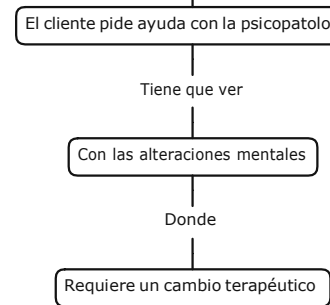 El cliente pide ayuda con la psicopatolo
Tiene que ver
Con las alteraciones mentales
Donde
Requiere un cambio terapéutico